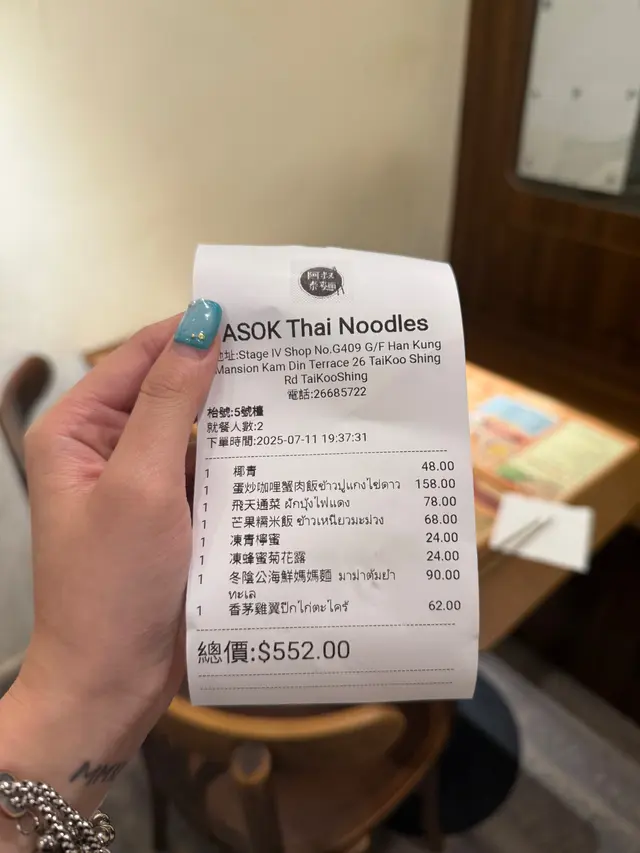 阿叔
泰麵
ASOK Thai Noodles
址:Stage IV Shop No.G409 G/F Han Kung
Mansion Kam Din Terrace 26 TaiKoo Shing
Rd TaiKooShing
電話:26685722
枱號:5號檯
就餐人數:2
下單時間:2025-07-11 19:37:31
1 椰青 48.00
1 蛋炒咖哩蟹肉飯ข้าวปูแกงไข่ดาว 158.00
1 飛天通菜 ผักบุ้งไฟแดง 78.00
1 芒果糯米飯 ข้าวเหนียวมะม่วง 68.00
1 凍青檸蜜 24.00
1 凍蜂蜜菊花露 24.00
1 冬陰公海鮮媽媽麵 มาม่าต้มยำ 90.00
ทะเล
1 香茅雞翼ปีกไก่ตะไคร้ 62.00
總價:$552.00